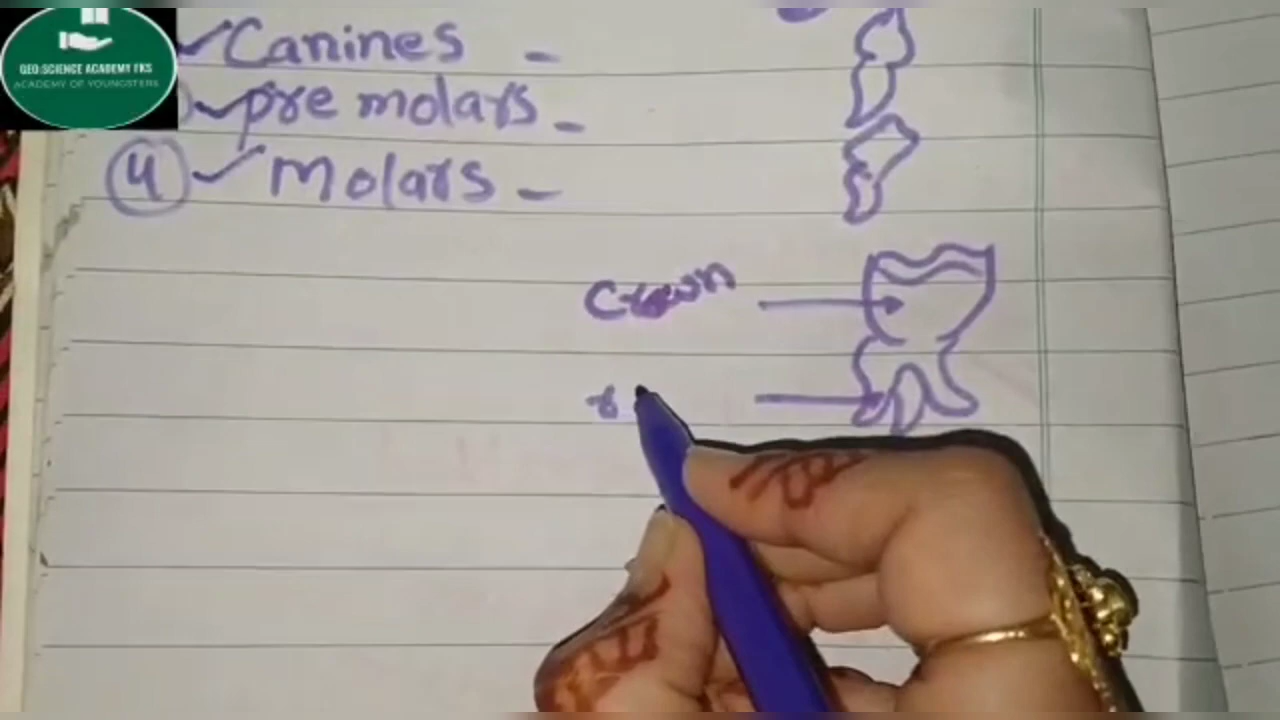 GEO:SCIENCE ACADEMY FKS
ACADEMY OF YOUNGSTERS
Canines -
pre molars -
4 Molars -
Crown
r